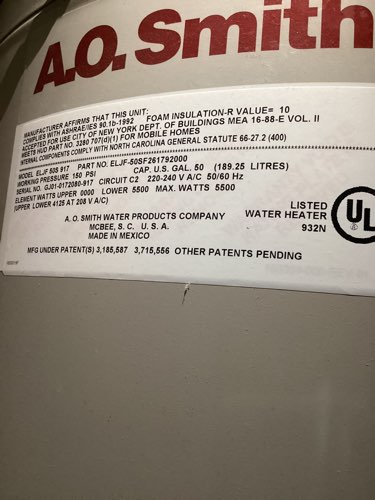 A.O. Smith
MANUFACTURER AFFIRMS THAT THIS UNIT:
COMPLIES WITH ASHRAE/IES 90.1b-1992 FOAM INSULATION-R VALUE= 10
ACCEPTED FOR USE CITY OF NEW YORK DEPT. OF BUILDINGS MEA 16-88-E VOL. II
MEETS HUD PART NO. 3280 707(d)(1) FOR MOBILE HOMES
INTERNAL COMPONENTS COMPLY WITH NORTH CAROLINA GENERAL STATUTE 66-27.2 (400)
MODEL ELJF 50S 917 PART NO. ELJF-50SF261792000
WORKING PRESSURE 150 PSI CAP. U.S. GAL. 50 (189.25 LITRES)
SERIAL NO. GJ01-0172080-917 CIRCUIT C2 220-240 V A/C 50/60 Hz
ELEMENT WATTS UPPER 0000 LOWER 5500 MAX. WATTS 5500
UPPER LOWER 4125 AT 208 V A/C)
A. O. SMITH WATER PRODUCTS COMPANY
MCBEE, S. C. U. S. A.
MADE IN MEXICO
LISTED
WATER HEATER
932N
UL
MFG UNDER PATENT(S) 3,185,587 3,715,556 OTHER PATENTS PENDING